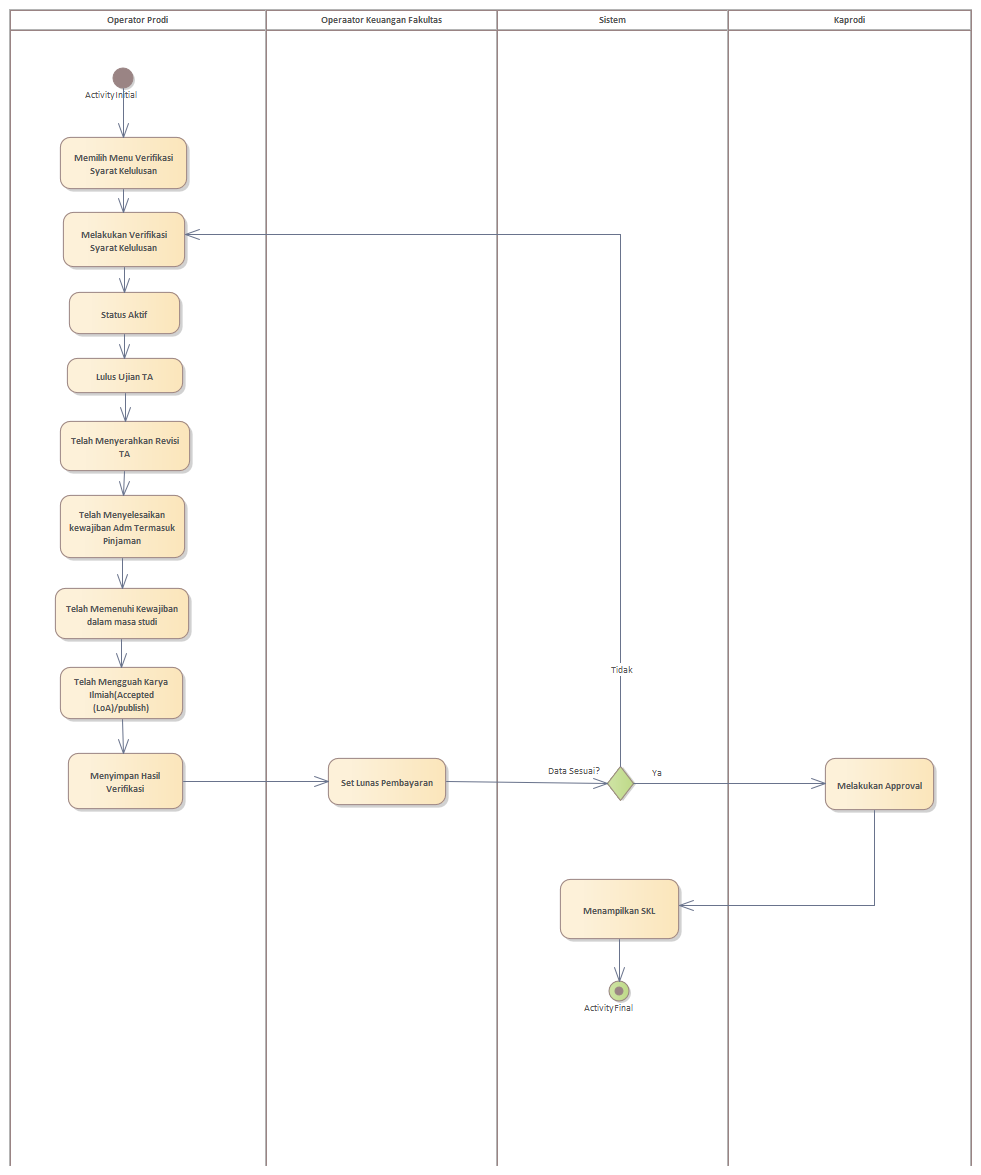 Operator Prodi
Operaator Keuangan Fakultas
Sistem
Kaprodi
ActivityInitial
Memilih Menu Verifikasi
Syarat Kelulusan
Melakukan Verifikasi
Syarat Kelulusan
Status Aktif
Lulus Ujian TA
Telah Menyerahkan Revisi
TA
Telah Menyelesaikan
kewajiban Adm Termasuk
Pinjaman
Telah Memenuhi Kewajiban
dalam masa studi
Telah Mengguah Karya
Ilmiah(Accepted
(LoA)/publish)
Menyimpan Hasil
Verifikasi
Set Lunas Pembayaran
Data Sesuai?
Tidak
Ya
Melakukan Approval
Menampilkan SKL
ActivityFinal